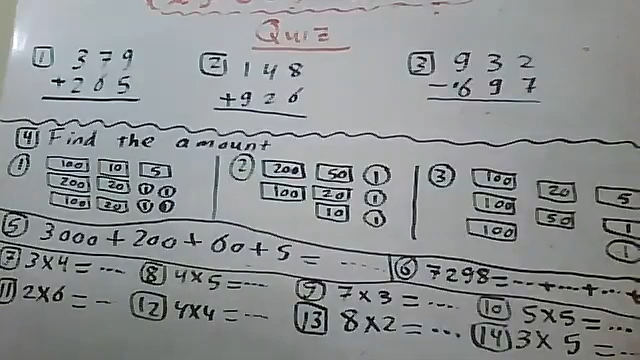 Quiz
1 379 + 265
2 148 + 926
3 932 - 697
4 Find the amount
1 100 10 5
200 20 1 1
100 20 1 1
2 200 50 1
100 20 1
10 1
3 100 20 5
100 50 1
100 1
5 3000 + 200 + 60 + 5 = ....
6 7298 = ... + ... + ... +
7 3x4 = ...
8 4x5 = ...
9 7x3 = ....
10 5x5 = ...
11 2x6 = ..
12 4x4 = ...
13 8x2 = ...
14 3x5 = ...